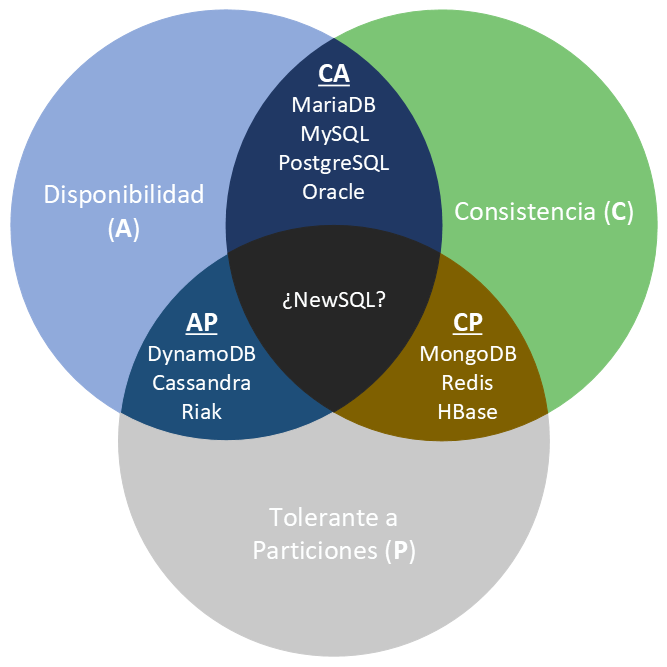 CA
MariaDB
MySQL
PostgreSQL
Oracle
Disponibilidad
(A)
Consistencia (C)
¿NewSQL?
AP
DynamoDB
Cassandra
Riak
CP
MongoDB
Redis
HBase
Tolerante a
Particiones (P)